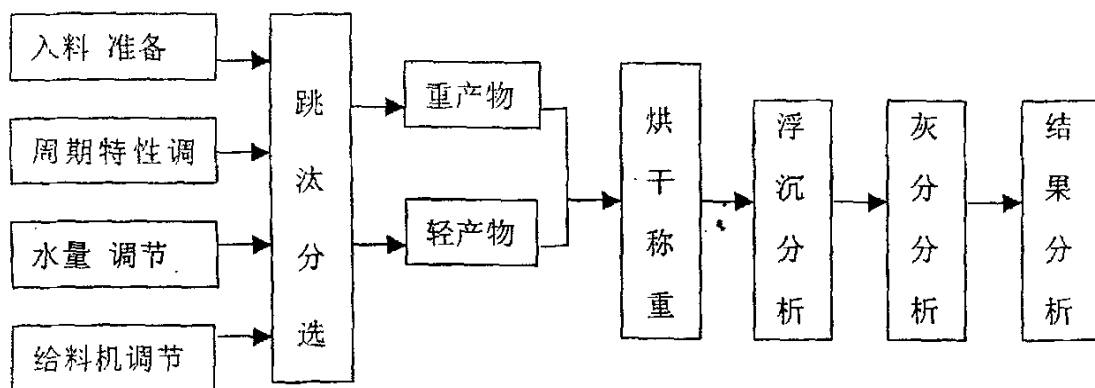 入料 准备
周期特性调
水量 调节
给料机调节
跳汰分选
重产物
轻产物
烘干称重
浮沉分析
灰分分析
结果分析